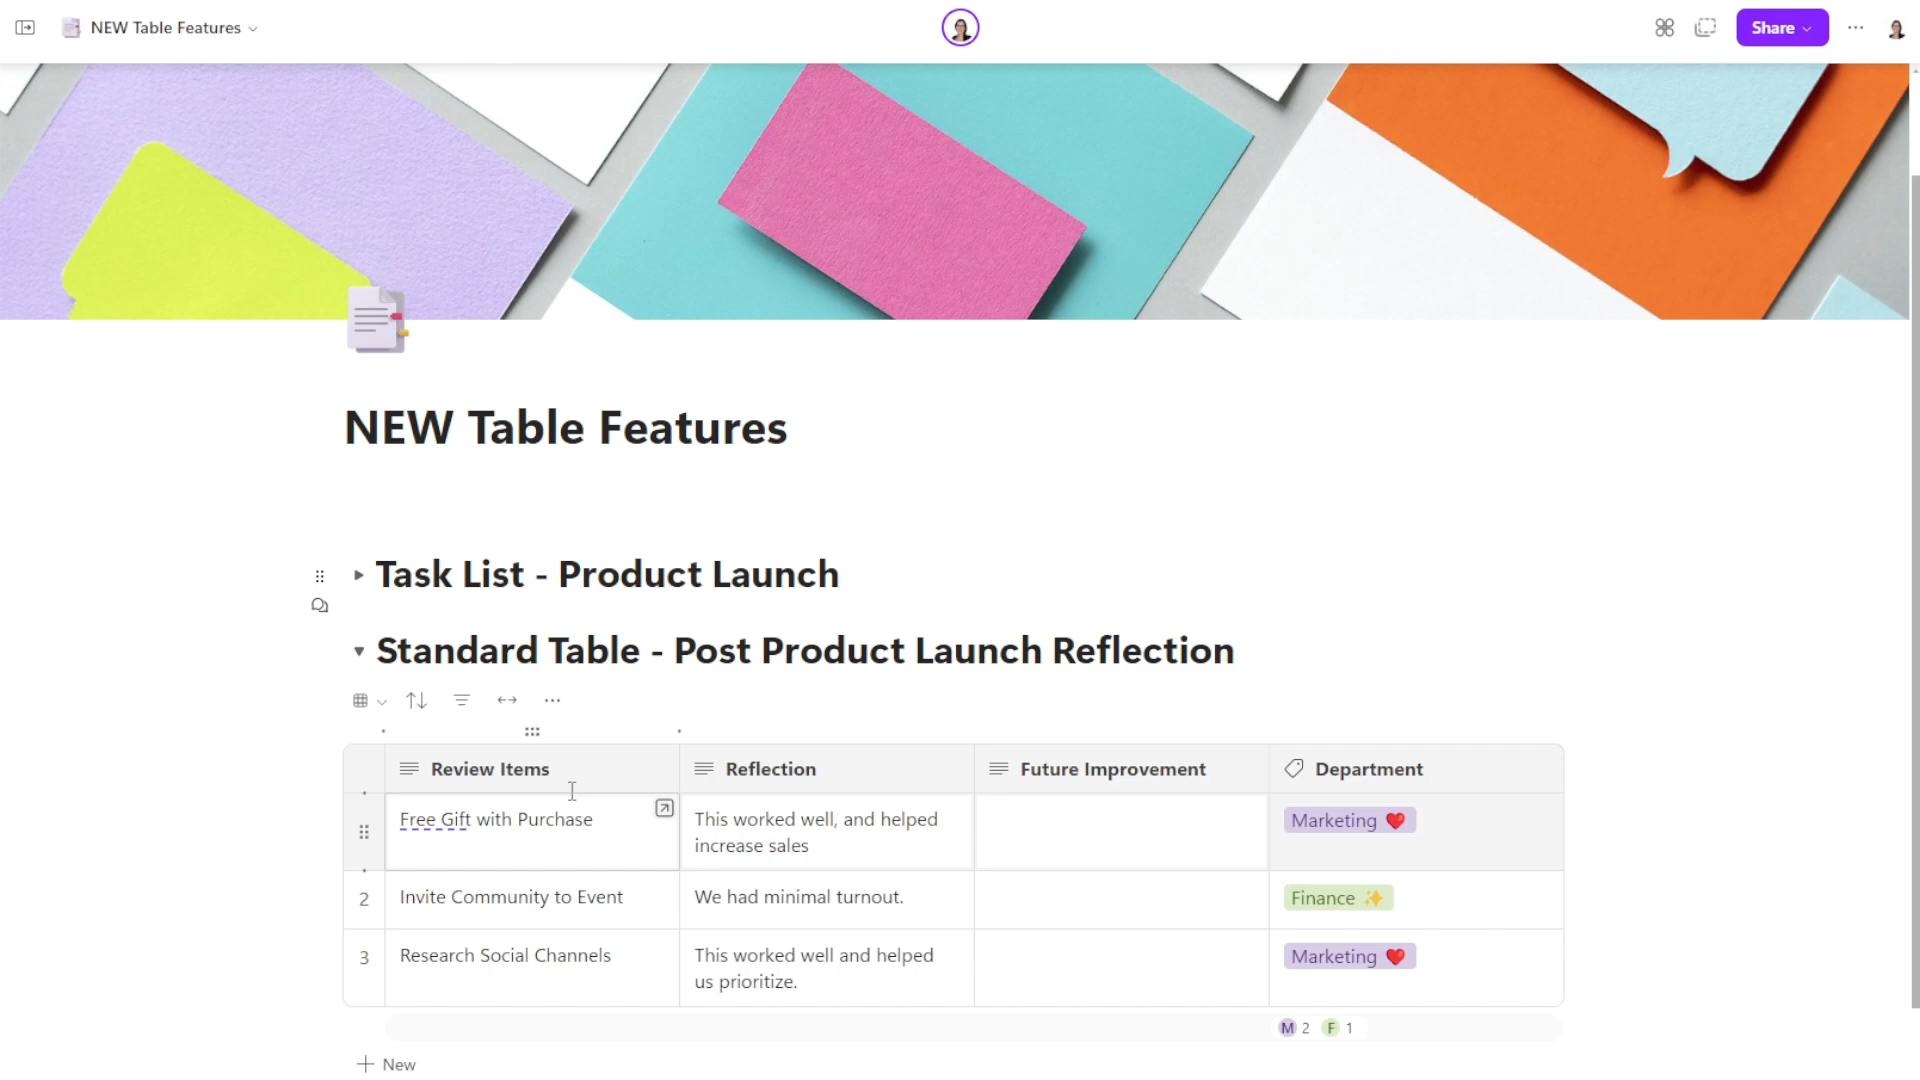 NEW Table Features
Share
NEW Table Features
Task List - Product Launch
Standard Table - Post Product Launch Reflection
Review Items
Reflection
Future Improvement
Department
Free Gift with Purchase
This worked well, and helped
increase sales
Marketing ❤️
2
Invite Community to Event
We had minimal turnout.
Finance ✨
3
Research Social Channels
This worked well and helped
us prioritize.
Marketing ❤️
M 2 F 1
New